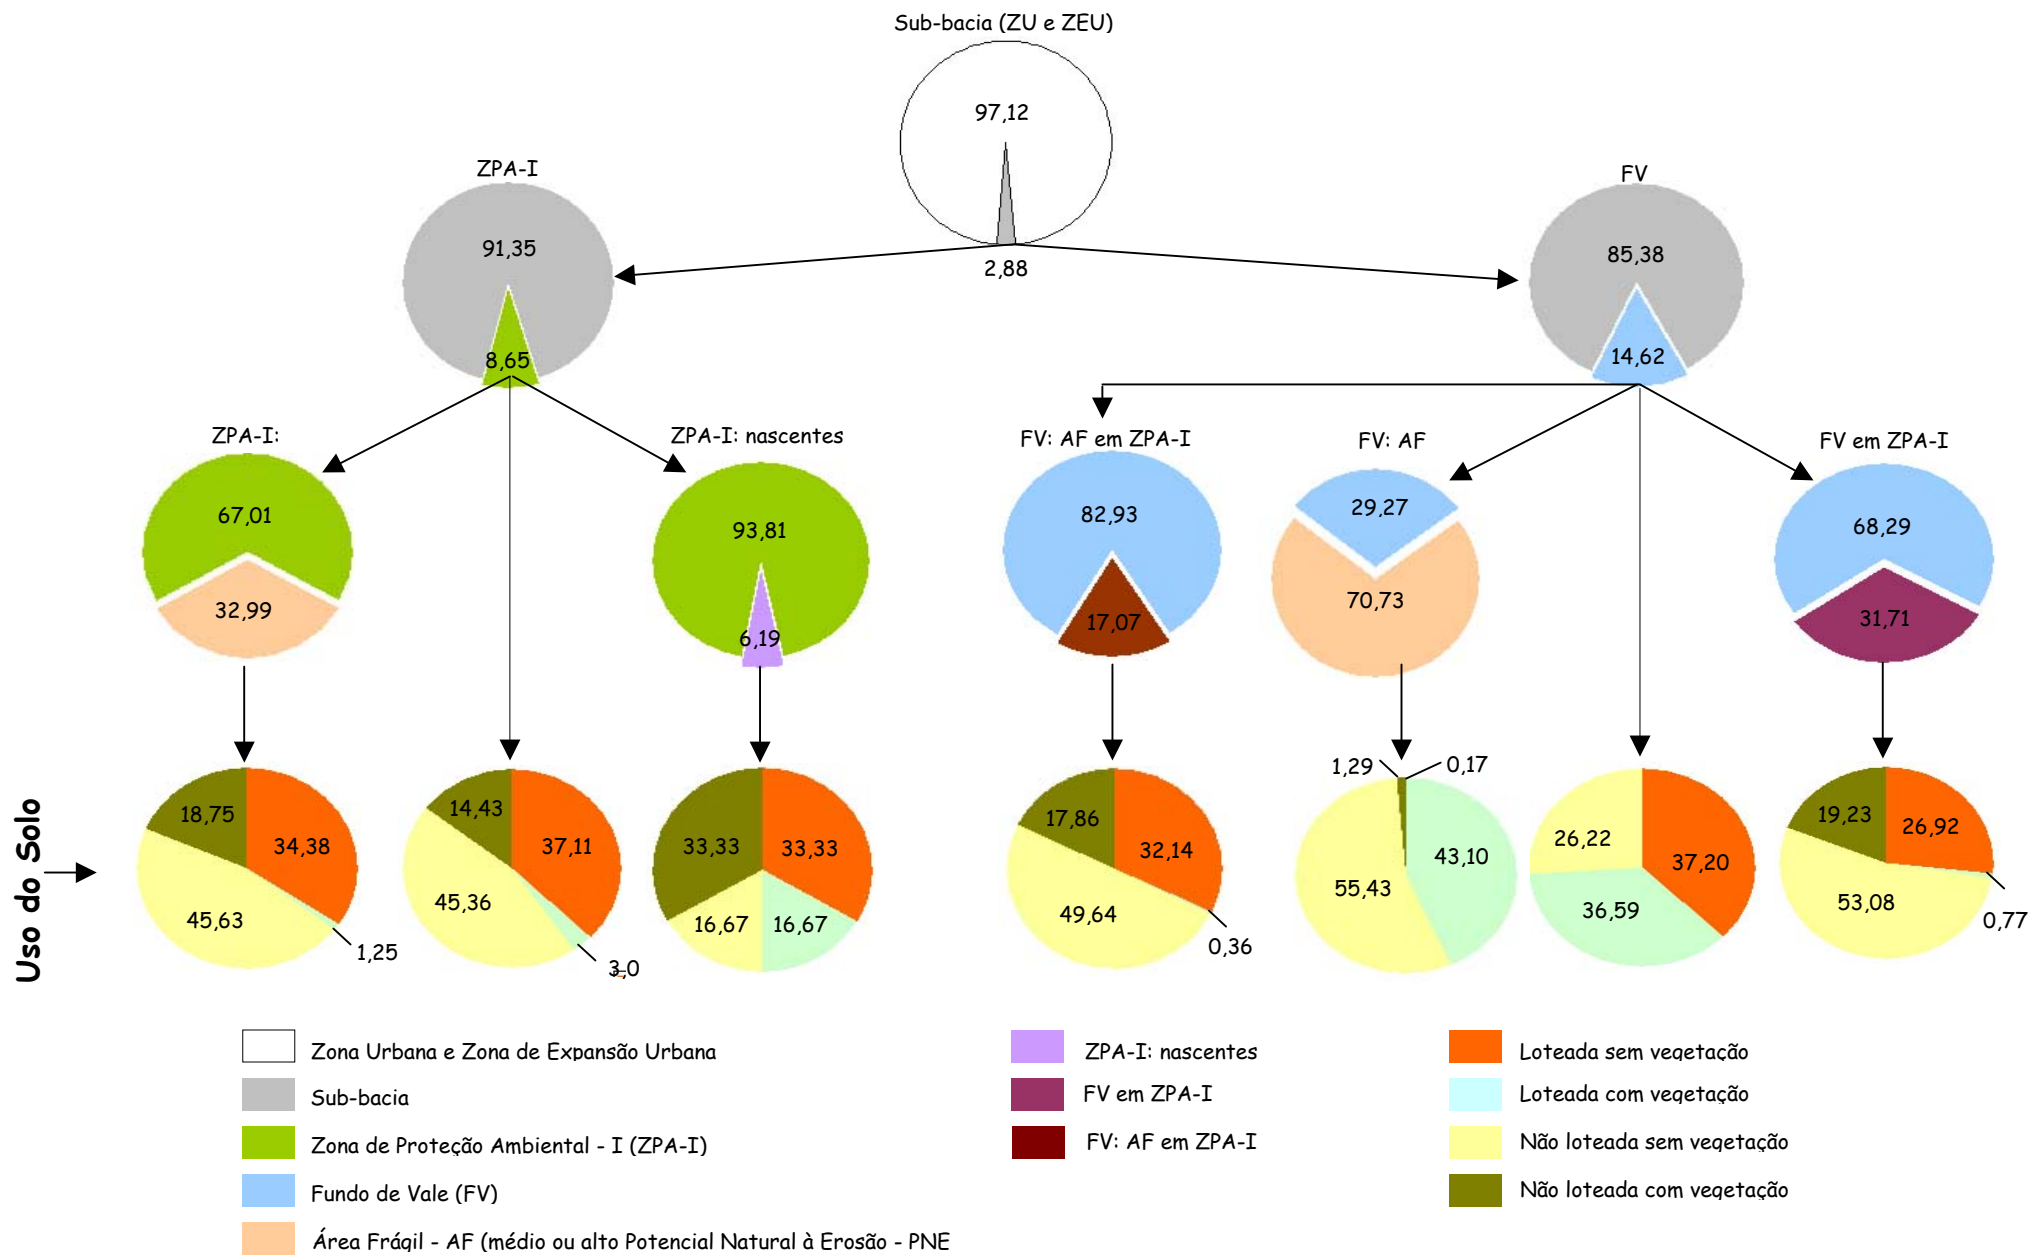 Sub-bacia (ZU e ZEU)
97,12
2,88
ZPA-I
91,35
8,65
FV
85,38
14,62
ZPA-I:
67,01
32,99
ZPA-I: nascentes
93,81
6,19
FV: AF em ZPA-I
82,93
17,07
FV: AF
29,27
70,73
FV em ZPA-I
68,29
31,71
Uso do Solo
18,75
34,38
45,63
1,25
14,43
37,11
45,36
3,0
33,33
33,33
16,67
16,67
17,86
32,14
49,64
0,36
1,29
0,17
43,10
55,43
26,22
37,20
36,59
19,23
26,92
53,08
0,77
Zona Urbana e Zona de Expansão Urbana
Sub-bacia
Zona de Proteção Ambiental - I (ZPA-I)
Fundo de Vale (FV)
Área Frágil - AF (médio ou alto Potencial Natural à Erosão - PNE
ZPA-I: nascentes
FV em ZPA-I
FV: AF em ZPA-I
Loteada sem vegetação
Loteada com vegetação
Não loteada sem vegetação
Não loteada com vegetação